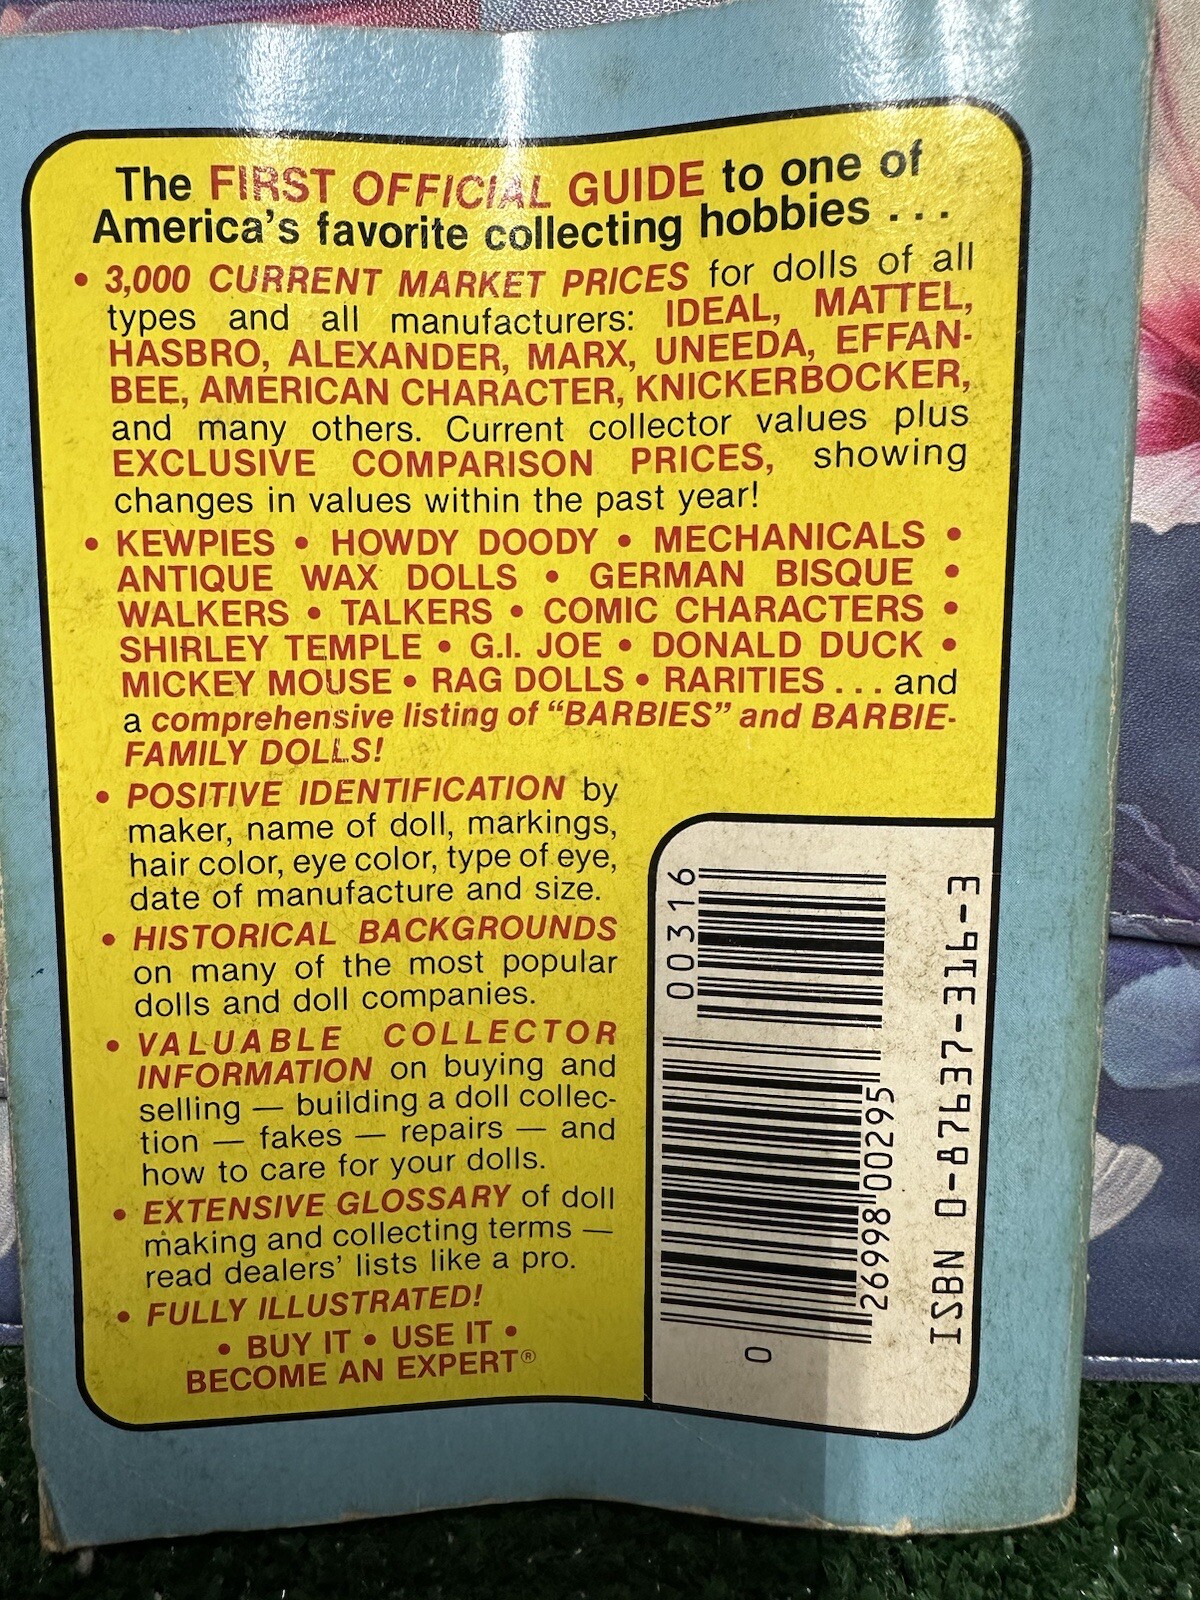 The FIRST OFFICIAL GUIDE to one of
America's favorite collecting hobbies . . .
• 3,000 CURRENT MARKET PRICES for dolls of all
types and all manufacturers: IDEAL, MATTEL,
HASBRO, ALEXANDER, MARX, UNEEDA, EFFAN-
BEE, AMERICAN CHARACTER, KNICKERBOCKER,
and many others. Current collector values plus
EXCLUSIVE COMPARISON PRICES, showing
changes in values within the past year!
• KEWPIES • HOWDY DOODY • MECHANICALS •
ANTIQUE WAX DOLLS • GERMAN BISQUE •
WALKERS • TALKERS • COMIC CHARACTERS •
SHIRLEY TEMPLE • G.I. JOE • DONALD DUCK •
MICKEY MOUSE • RAG DOLLS • RARITIES . . . and
a comprehensive listing of “BARBIES” and BARBIE-
FAMILY DOLLS!
• POSITIVE IDENTIFICATION by
maker, name of doll, markings,
hair color, eye color, type of eye,
date of manufacture and size.
• HISTORICAL BACKGROUNDS
on many of the most popular
dolls and doll companies.
• VALUABLE COLLECTOR
INFORMATION on buying and
selling — building a doll collec-
tion — fakes — repairs — and
how to care for your dolls.
• EXTENSIVE GLOSSARY of doll
making and collecting terms —
read dealers' lists like a pro.
• FULLY ILLUSTRATED!
• BUY IT • USE IT •
BECOME AN EXPERT®
00316
0 26998 00295
ISBN 0-87637-316-3